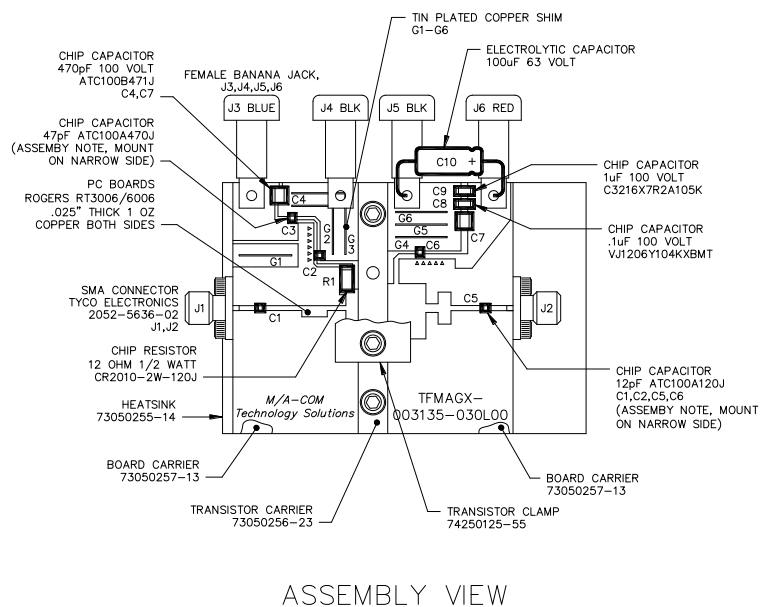 TIN PLATED COPPER SHIM
G1-G6
CHIP CAPACITOR
470pF 100 VOLT
ATC100B471J
C4,C7
FEMALE BANANA JACK,
J3,J4,J5,J6
ELECTROLYTIC CAPACITOR
100uF 63 VOLT
J3 BLUE
J4 BLK
J5 BLK
J6 RED
CHIP CAPACITOR
47pF ATC100A470J
(ASSEMBY NOTE, MOUNT
ON NARROW SIDE)
C10 +
CHIP CAPACITOR
1uF 100 VOLT
C3216X7R2A105K
PC BOARDS
ROGERS RT3006/6006
.025" THICK 1 OZ
COPPER BOTH SIDES
C4
C9
C8
C3
G2
G3
G6
G5
C7
G4
C6
CHIP CAPACITOR
.1uF 100 VOLT
VJ1206Y104KXBMT
G1
C2
R1
SMA CONNECTOR
TYCO ELECTRONICS
2052-5636-02
J1,J2
J1
C1
C5
J2
CHIP RESISTOR
12 OHM 1/2 WATT
CR2010-2W-120J
CHIP CAPACITOR
12pF ATC100A120J
C1,C2,C5,C6
(ASSEMBY NOTE, MOUNT
ON NARROW SIDE)
HEATSINK
73050255-14
M/A-COM
Technology Solutions
TFMAGX-
003135-030L00
BOARD CARRIER
73050257-13
BOARD CARRIER
73050257-13
TRANSISTOR CARRIER
73050256-23
TRANSISTOR CLAMP
74250125-55
ASSEMBLY VIEW